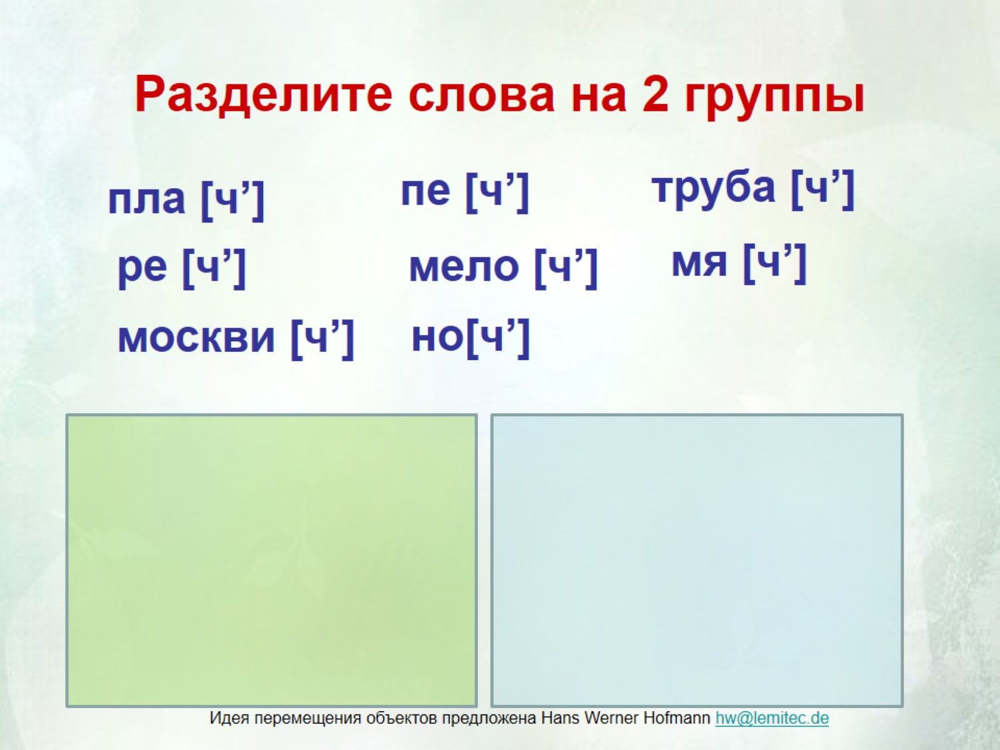 Разделите слова на 2 группы
пла [ч’] пе [ч’] труба [ч’]
ре [ч’] мело [ч’] мя [ч’]
москви [ч’] но[ч’]
Идея перемещения объектов предложена Hans Werner Hofmann hw@lemitec.de